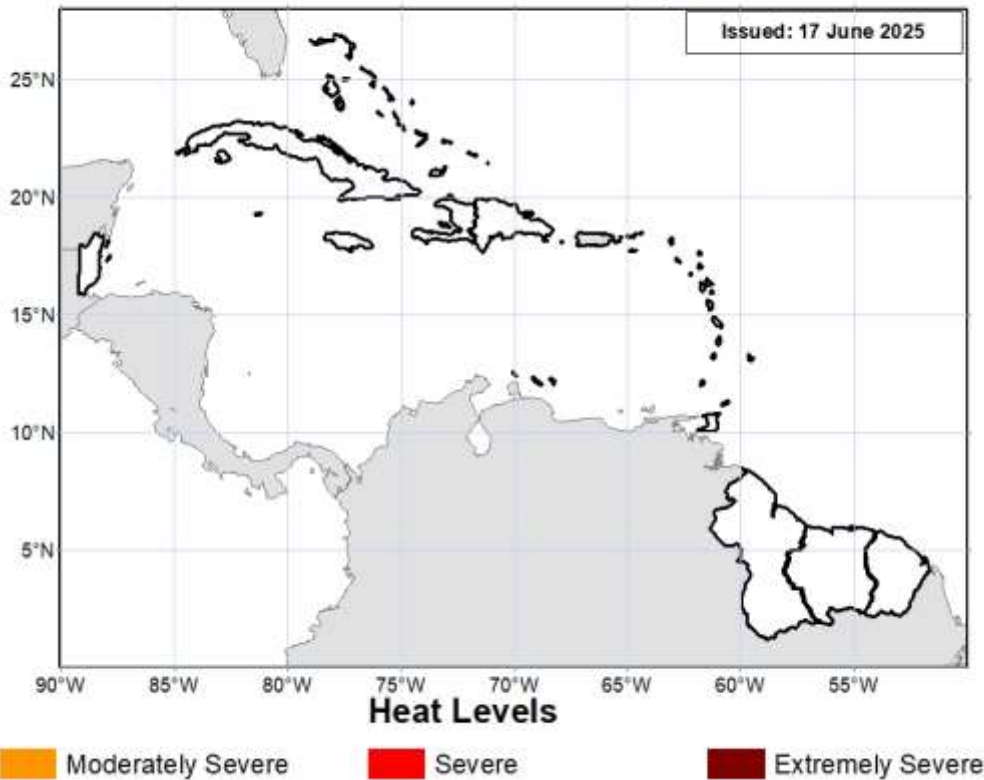 Issued: 17 June 2025
25°N
20°N
15°N
10°N
5°N
90°W 85°W 80°W 75°W 70°W 65°W 60°W 55°W
Heat Levels
Moderately Severe Severe Extremely Severe